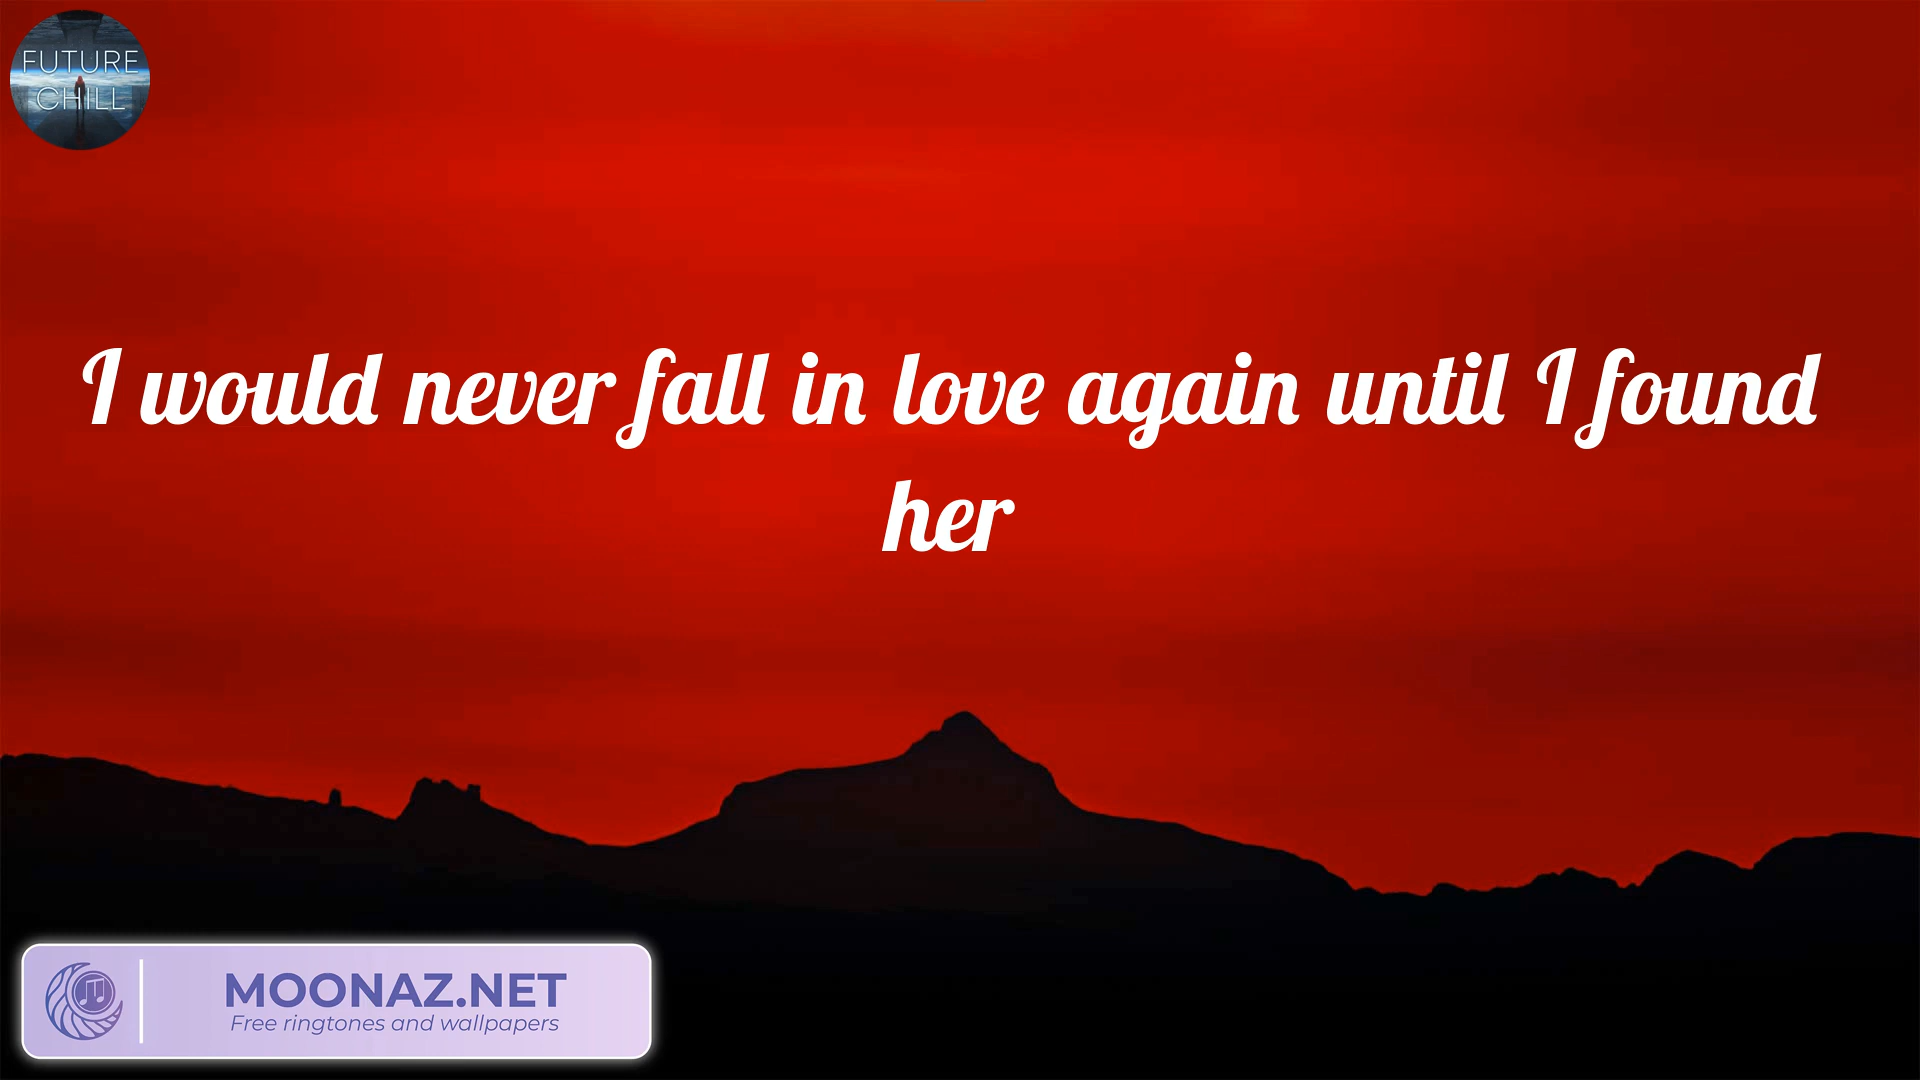 FUTURE
CHILL
I would never fall in love again until I found
her
MOONAZ.NET
Free ringtones and wallpapers